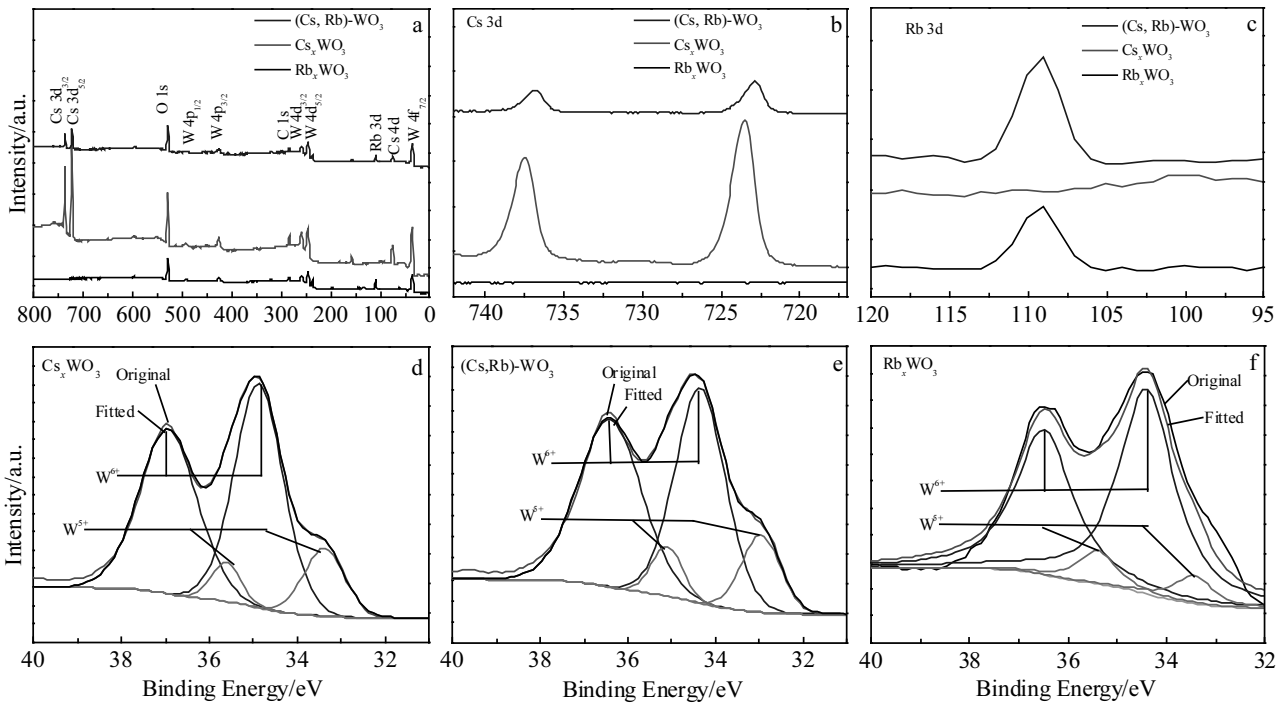 Intensity/a.u.
(Cs, Rb)-WO₃
CsₓWO₃
RbₓWO₃
a
Cs 3d₃/₂
Cs 3d₅/₂
O 1s
W 4p₁/₂
W 4p₃/₂
C 1s
W 4d₃/₂
W 4d₅/₂
Rb 3d
Cs 4d
W 4f₇/₂
800 700 600 500 400 300 200 100 0
Cs 3d
(Cs, Rb)-WO₃
CsₓWO₃
RbₓWO₃
b
740 735 730 725 720
Rb 3d
(Cs, Rb)-WO₃
CsₓWO₃
RbₓWO₃
c
120 115 110 105 100 95
Intensity/a.u.
CsₓWO₃
d
Original
Fitted
W⁶⁺
W⁵⁺
40 38 36 34 32
Binding Energy/eV
(Cs,Rb)-WO₃
e
Original
Fitted
W⁶⁺
W⁵⁺
40 38 36 34 32
Binding Energy/eV
RbₓWO₃
f
Original
Fitted
W⁶⁺
W⁵⁺
40 38 36 34 32
Binding Energy/eV